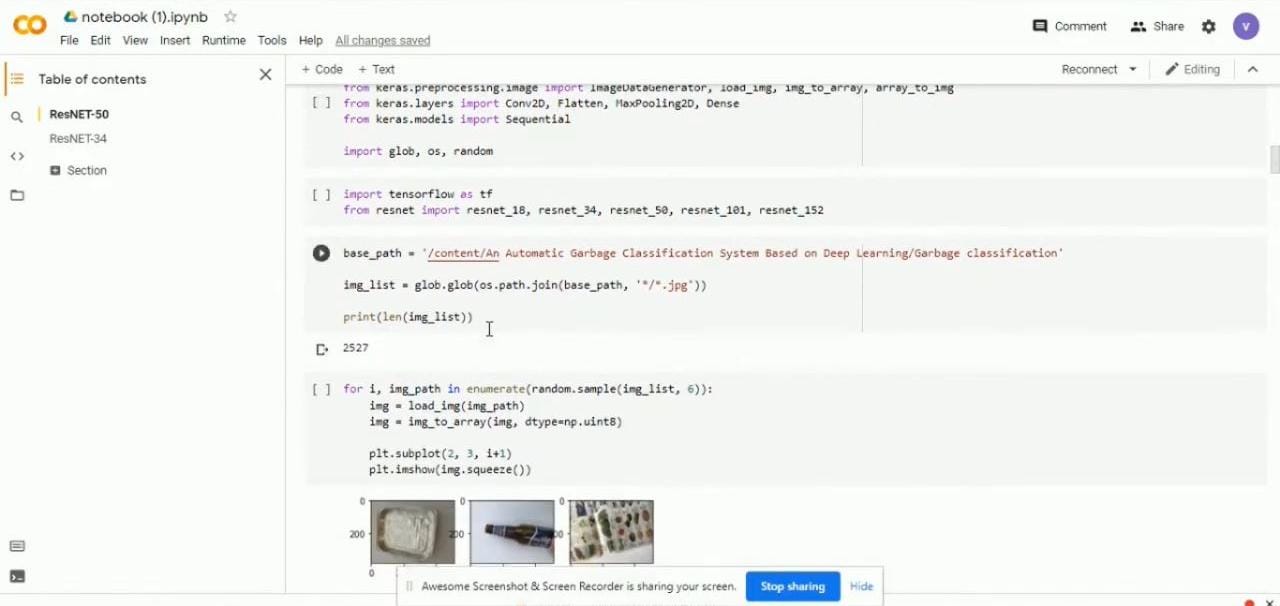 notebook (1).ipynb
File Edit View Insert Runtime Tools Help All changes saved
Comment Share V
Table of contents
+ Code + Text
Reconnect Editing
ResNET-50
ResNET-34
Section
from keras.preprocessing.image import ImageDataGenerator, load_img, img_to_array, array_to_img
[ ] from keras.layers import Conv2D, Flatten, MaxPooling2D, Dense
from keras.models import Sequential
import glob, os, random
[ ] import tensorflow as tf
from resnet import resnet_18, resnet_34, resnet_50, resnet_101, resnet_152
base_path = '/content/An Automatic Garbage Classification System Based on Deep Learning/Garbage classification'
img_list = glob.glob(os.path.join(base_path, '*/*.jpg'))
print(len(img_list))
2527
[ ] for i, img_path in enumerate(random.sample(img_list, 6)):
img = load_img(img_path)
img = img_to_array(img, dtype=np.uint8)
plt.subplot(2, 3, i+1)
plt.imshow(img.squeeze())
0 0 0
200 200 200
0
Awesome Screenshot & Screen Recorder is sharing your screen. Stop sharing Hide